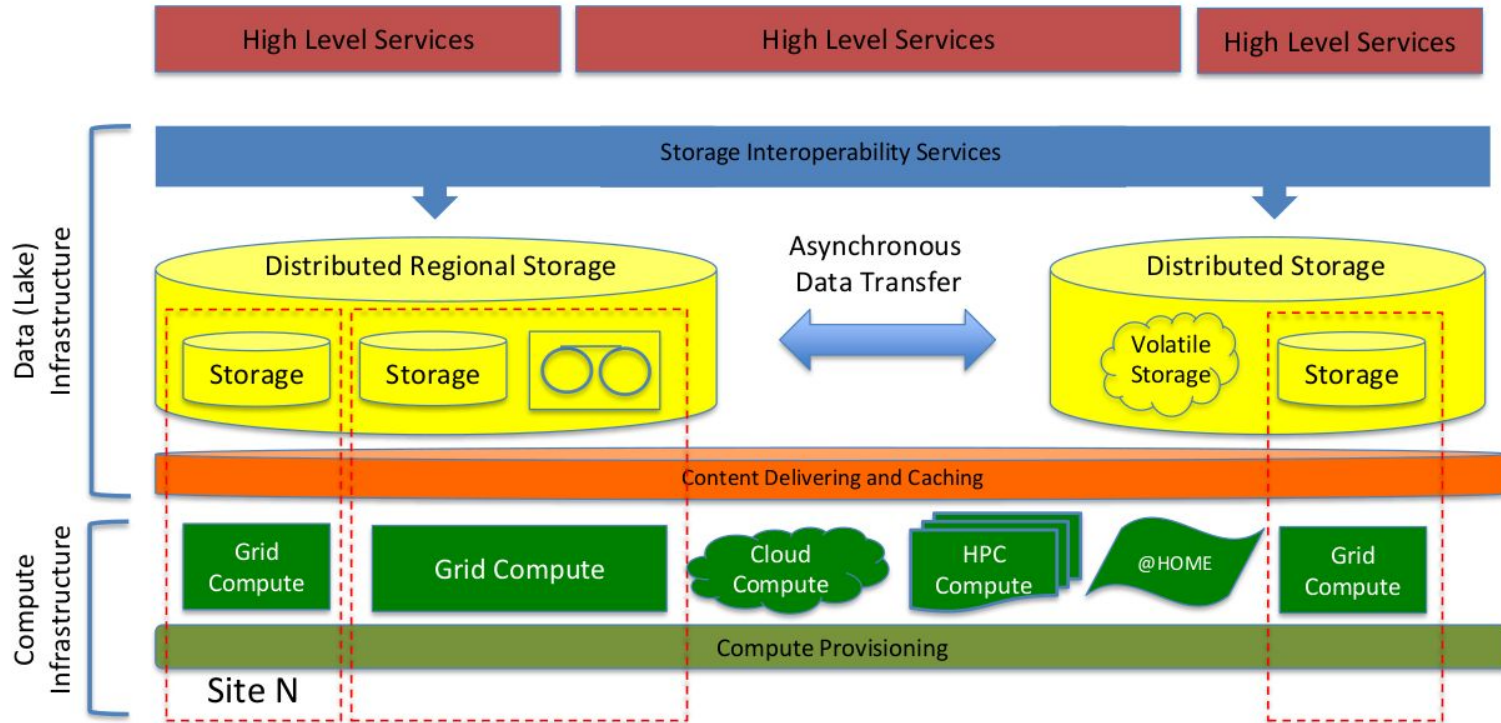 High Level Services
High Level Services
High Level Services
Storage Interoperability Services
Data (Lake)
Infrastructure
Distributed Regional Storage
Asynchronous
Data Transfer
Distributed Storage
Storage
Storage
Volatile
Storage
Storage
Content Delivering and Caching
Compute
Infrastructure
Grid
Compute
Grid Compute
Cloud
Compute
HPC
Compute
@HOME
Grid
Compute
Compute Provisioning
Site N